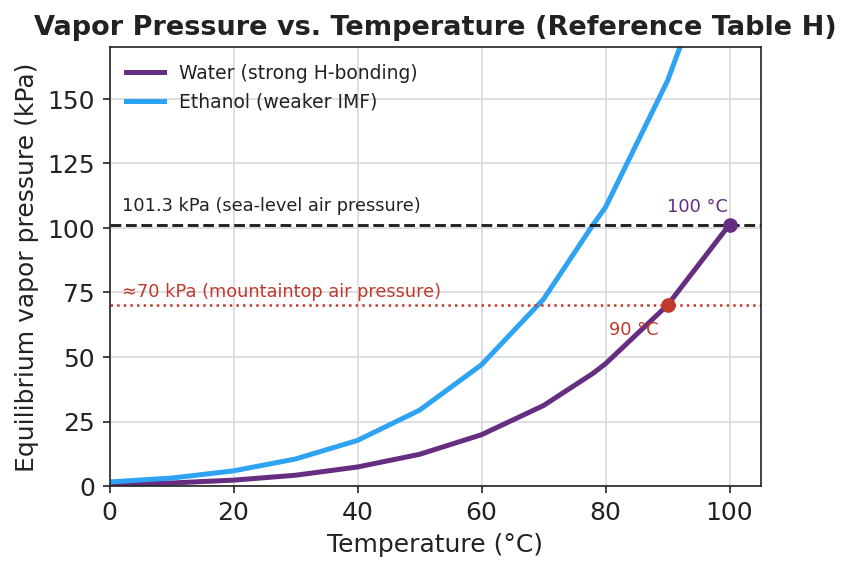 Vapor Pressure vs. Temperature (Reference Table H)
Water (strong H-bonding)
Ethanol (weaker IMF)
101.3 kPa (sea-level air pressure)
100 °C
≈70 kPa (mountaintop air pressure)
90 °C
Equilibrium vapor pressure (kPa)
150
125
100
75
50
25
0
0 20 40 60 80 100
Temperature (°C)